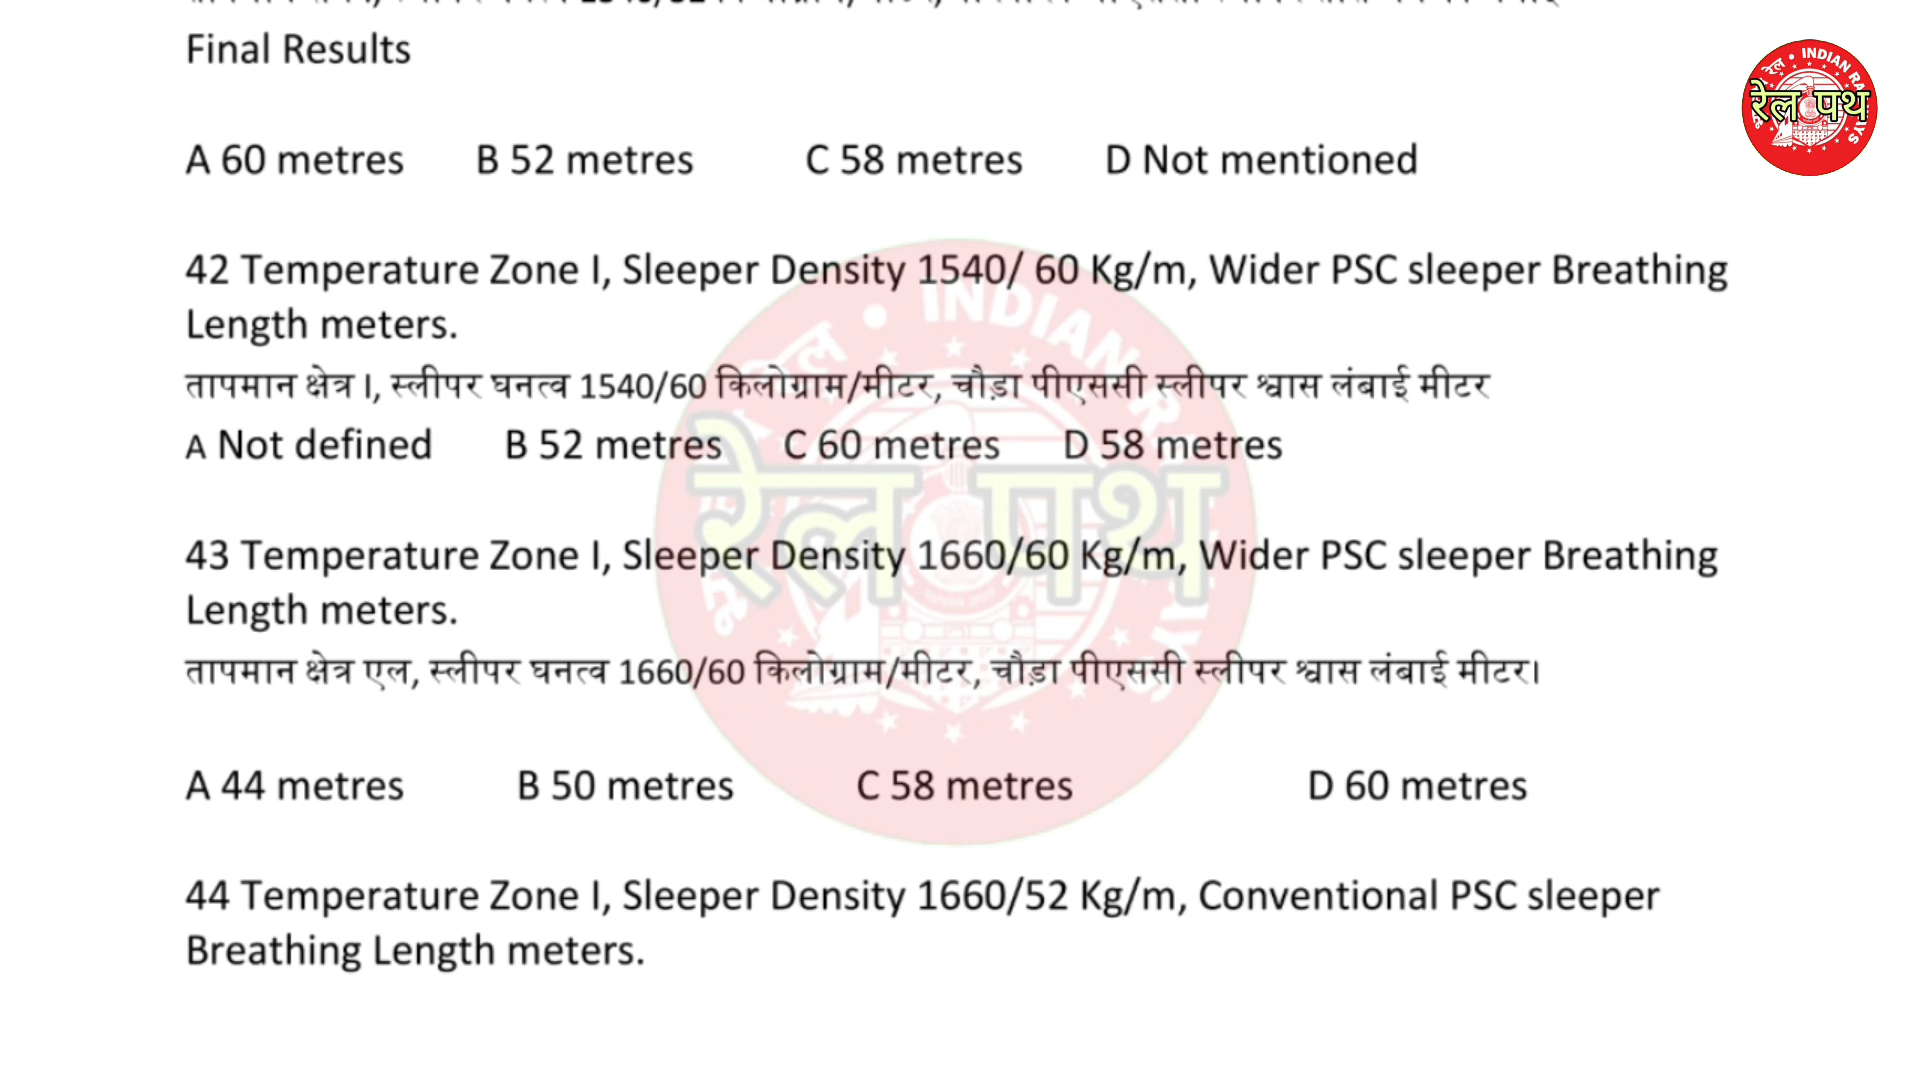 Final Results
A 60 metres B 52 metres C 58 metres D Not mentioned
42 Temperature Zone I, Sleeper Density 1540/ 60 Kg/m, Wider PSC sleeper Breathing
Length meters.
तापमान क्षेत्र I, स्लीपर घनत्व 1540/60 किलोग्राम/मीटर, चौड़ा पीएससी स्लीपर श्वास लंबाई मीटर
A Not defined B 52 metres C 60 metres D 58 metres
43 Temperature Zone I, Sleeper Density 1660/60 Kg/m, Wider PSC sleeper Breathing
Length meters.
तापमान क्षेत्र एल, स्लीपर घनत्व 1660/60 किलोग्राम/मीटर, चौड़ा पीएससी स्लीपर श्वास लंबाई मीटर।
A 44 metres B 50 metres C 58 metres D 60 metres
44 Temperature Zone I, Sleeper Density 1660/52 Kg/m, Conventional PSC sleeper
Breathing Length meters.
रेल पथ
INDIAN
रेल पथ
INDIAN